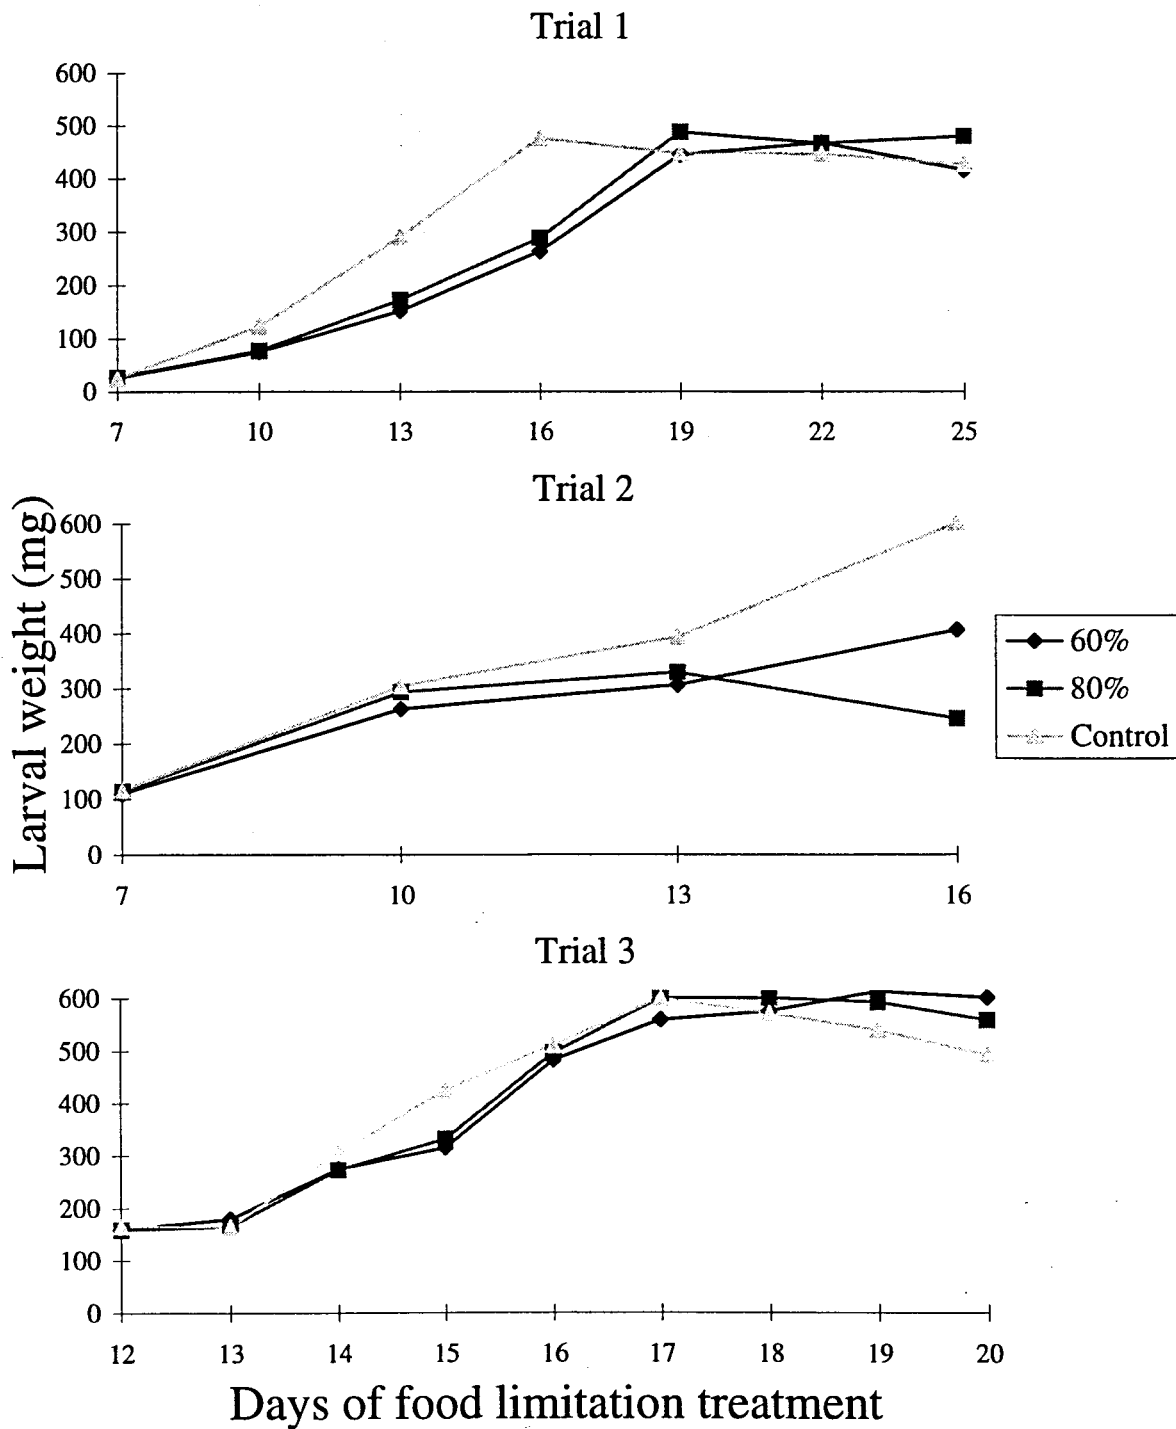 Trial 1
600
500
400
300
200
100
0
7 10 13 16 19 22 25
Trial 2
Larval weight (mg)
600
500
400
300
200
100
0
7 10 13 16
60%
80%
Control
Trial 3
600
500
400
300
200
100
0
12 13 14 15 16 17 18 19 20
Days of food limitation treatment